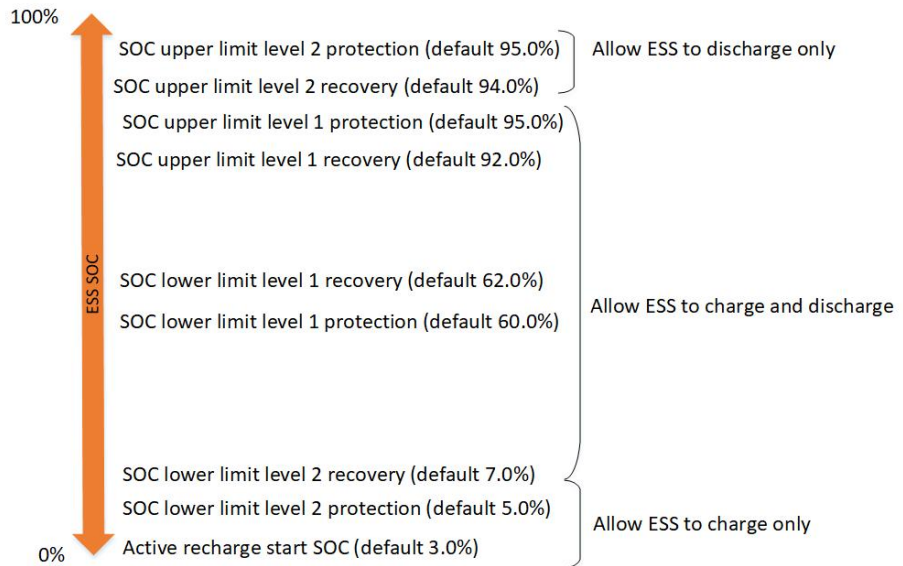 100%
SOC upper limit level 2 protection (default 95.0%)
Allow ESS to discharge only
SOC upper limit level 2 recovery (default 94.0%)
SOC upper limit level 1 protection (default 95.0%)
SOC upper limit level 1 recovery (default 92.0%)
ESS SOC
SOC lower limit level 1 recovery (default 62.0%)
Allow ESS to charge and discharge
SOC lower limit level 1 protection (default 60.0%)
SOC lower limit level 2 recovery (default 7.0%)
SOC lower limit level 2 protection (default 5.0%)
Allow ESS to charge only
Active recharge start SOC (default 3.0%)
0%